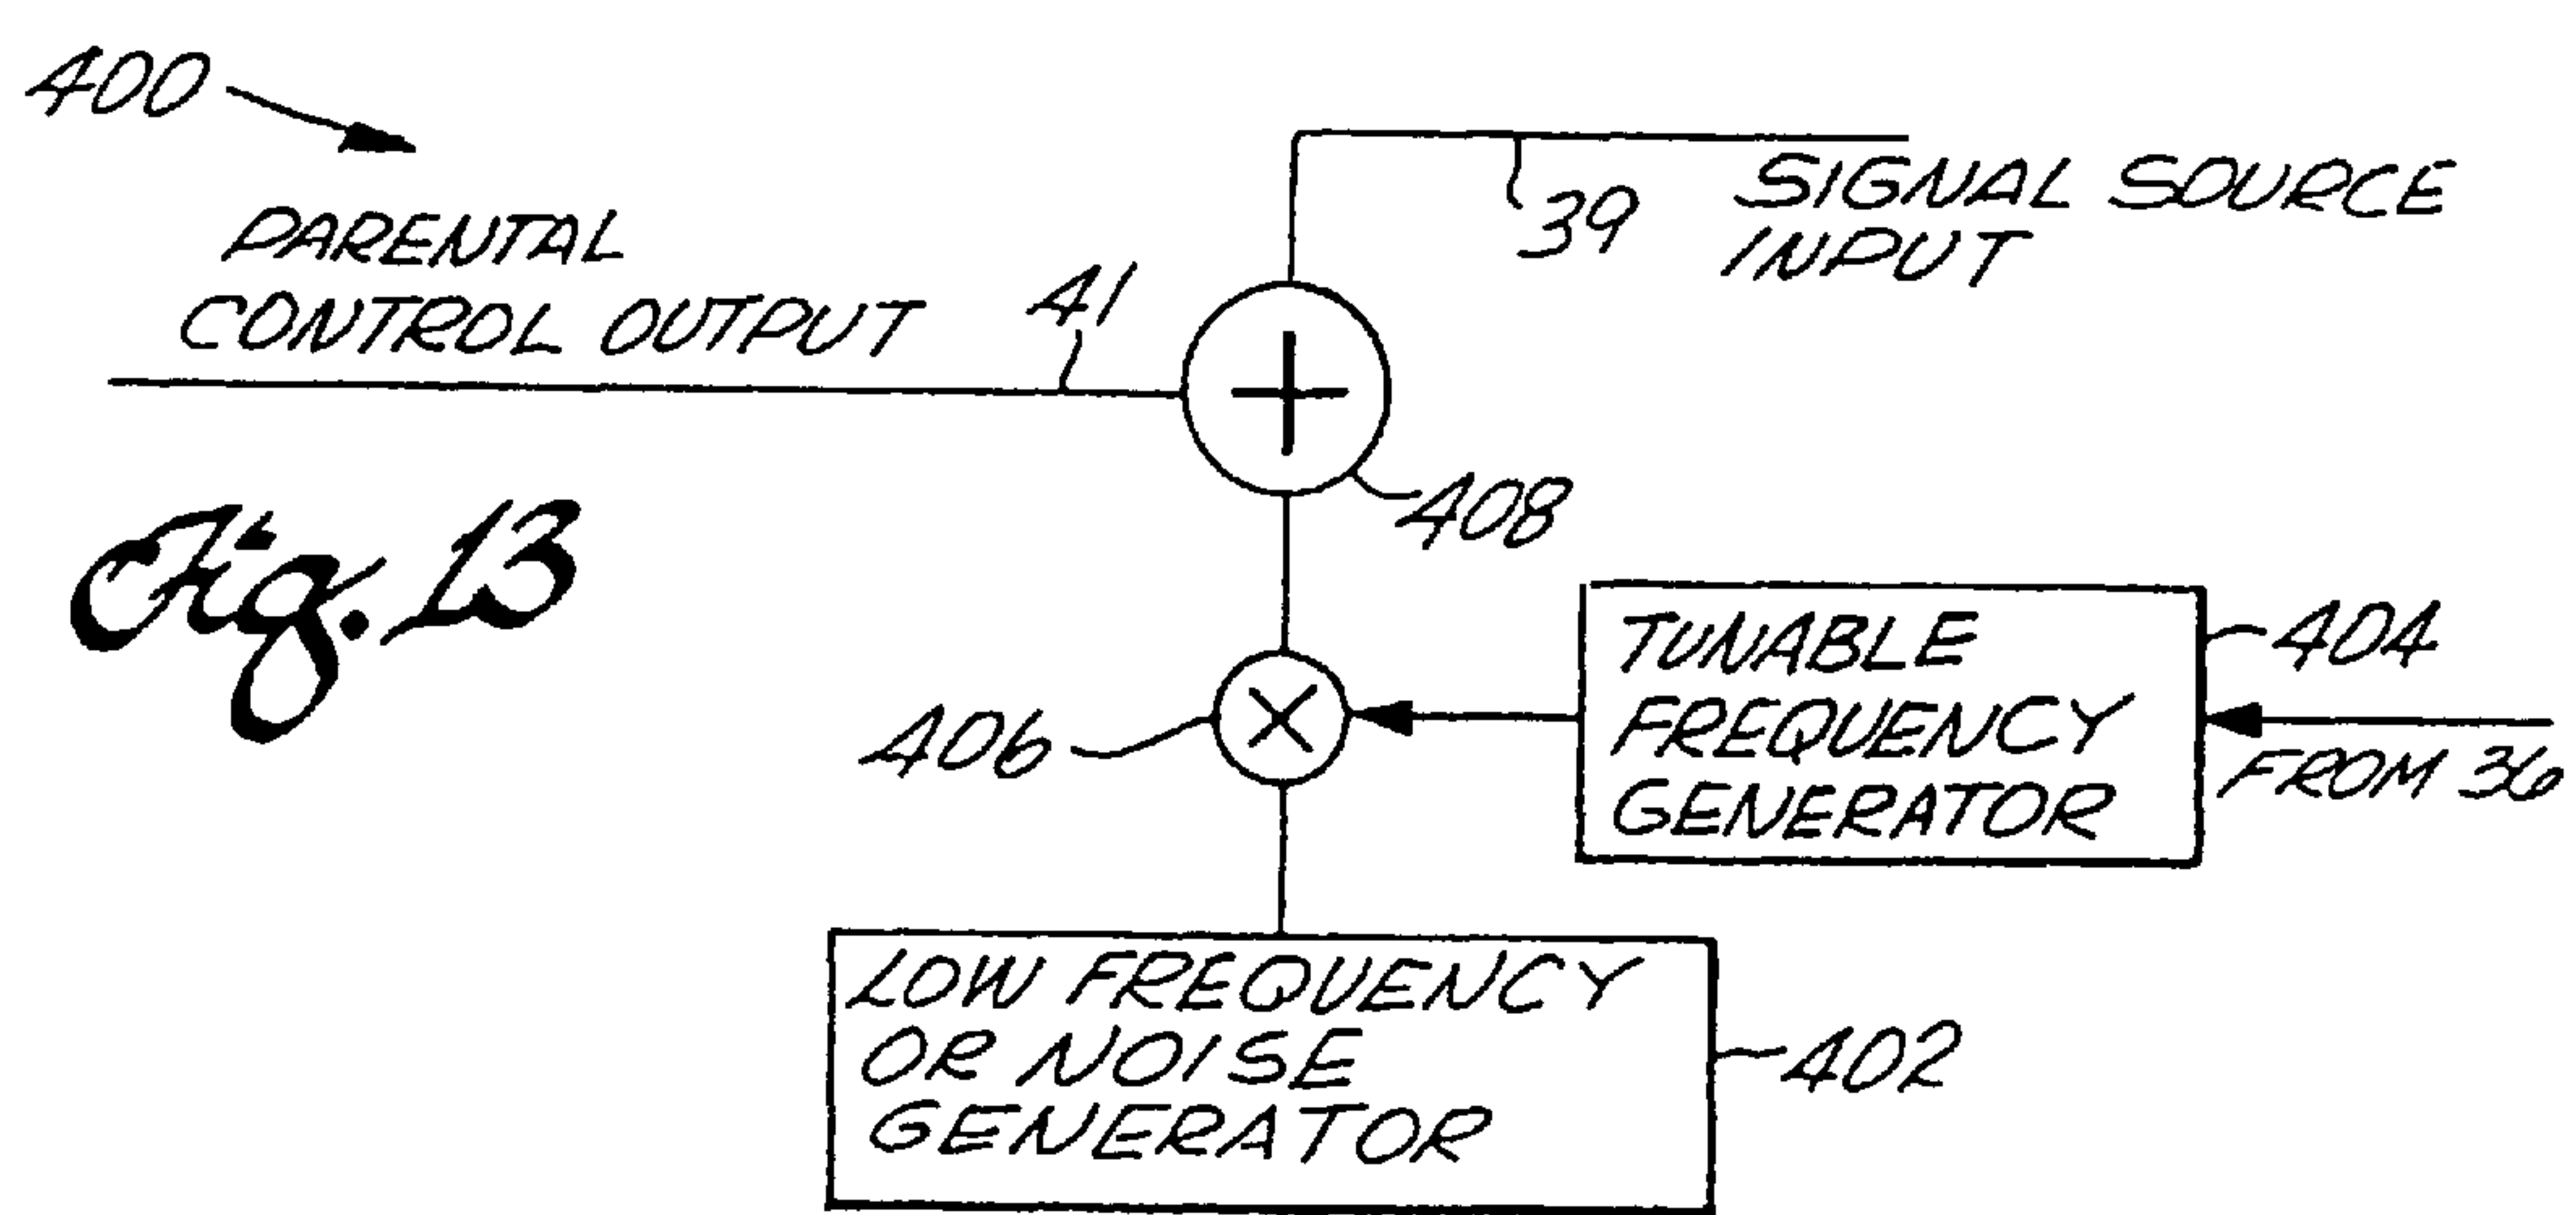 400
PARENTAL
CONTROL OUTPUT
41
39
SIGNAL SOURCE
INPUT
408
Fig. 13
TUNABLE
FREQUENCY
GENERATOR
404
FROM 36
406
LOW FREQUENCY
OR NOISE
GENERATOR
402